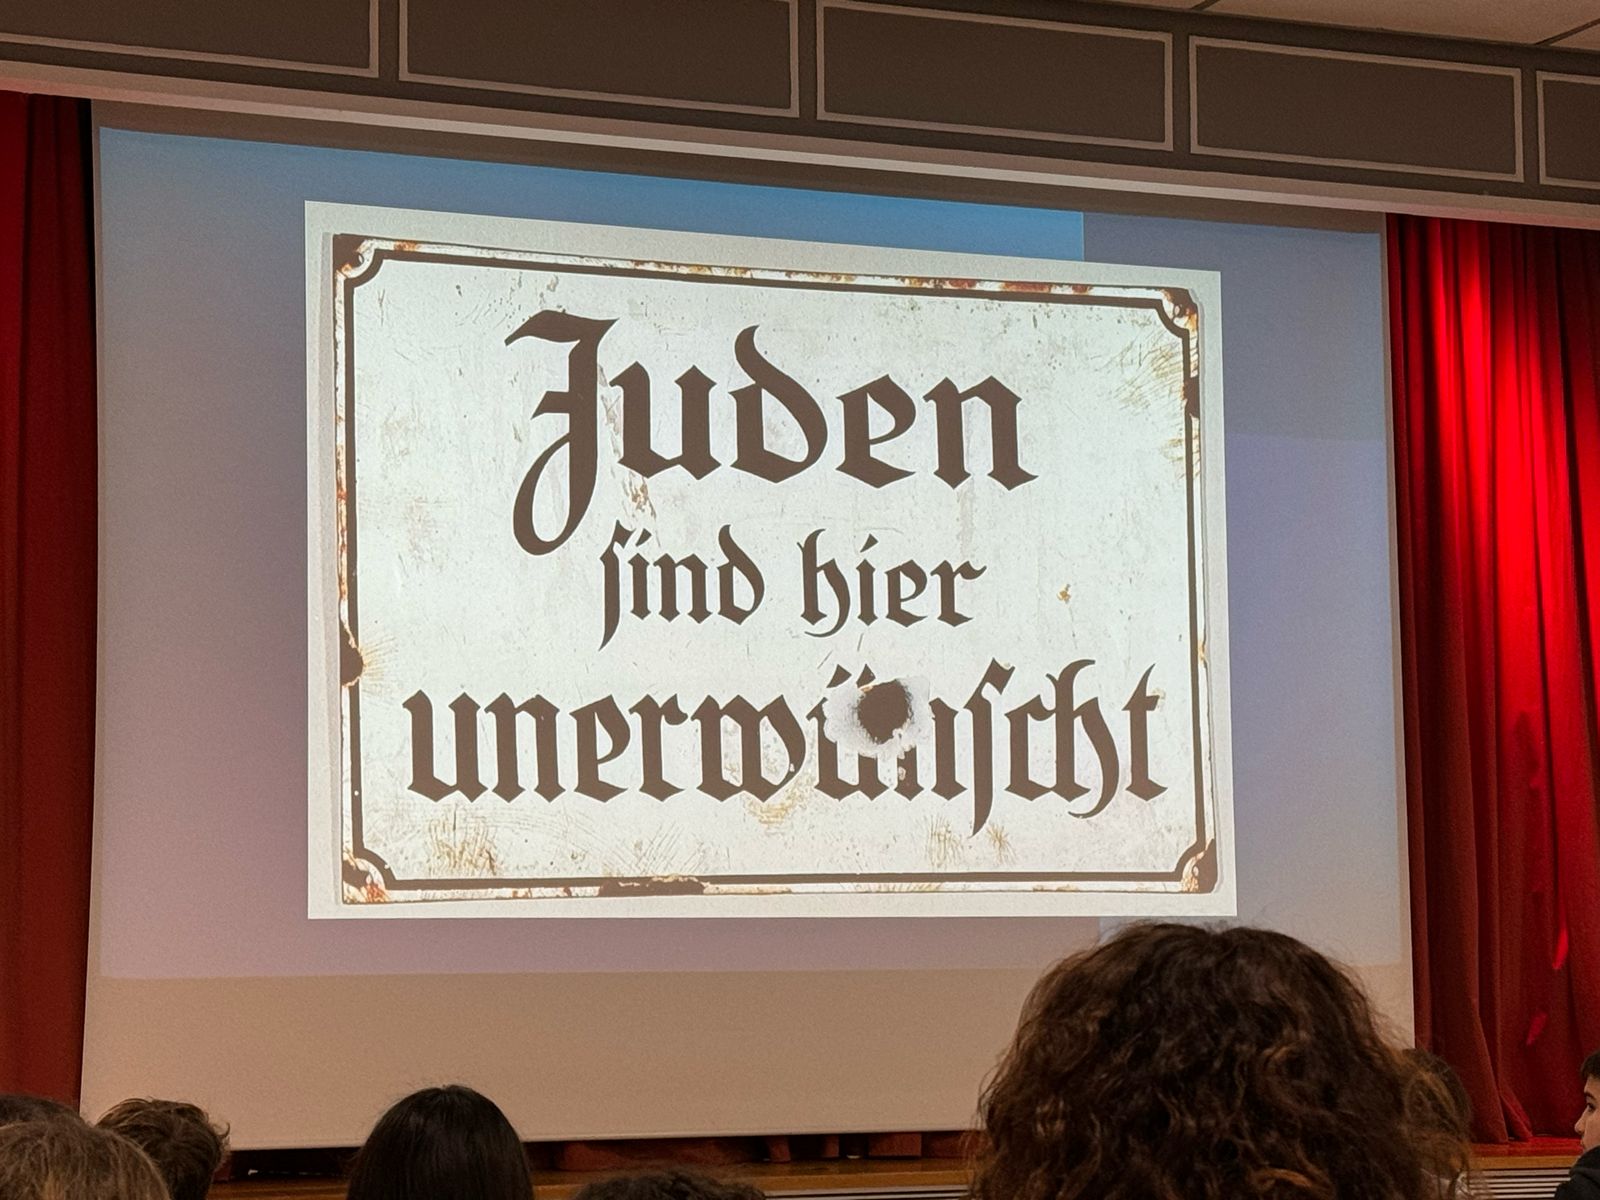 Juden
sind hier
unerwünscht